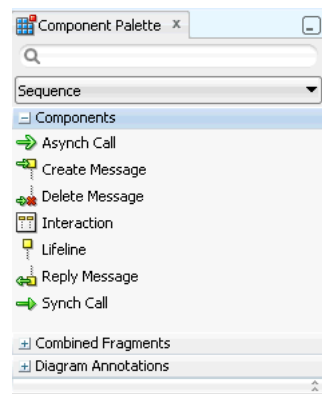 Component Palette
Sequence
Components
Asynch Call
Create Message
Delete Message
Interaction
Lifeline
Reply Message
Synch Call
Combined Fragments
Diagram Annotations